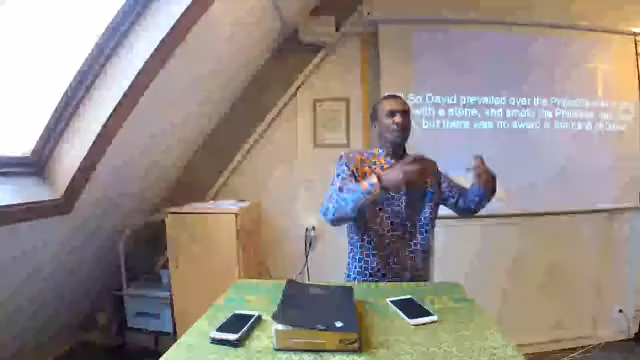 So David prevailed over the Philistine
with a stone, and smote the Philistine
but there was no sword in the hand of David